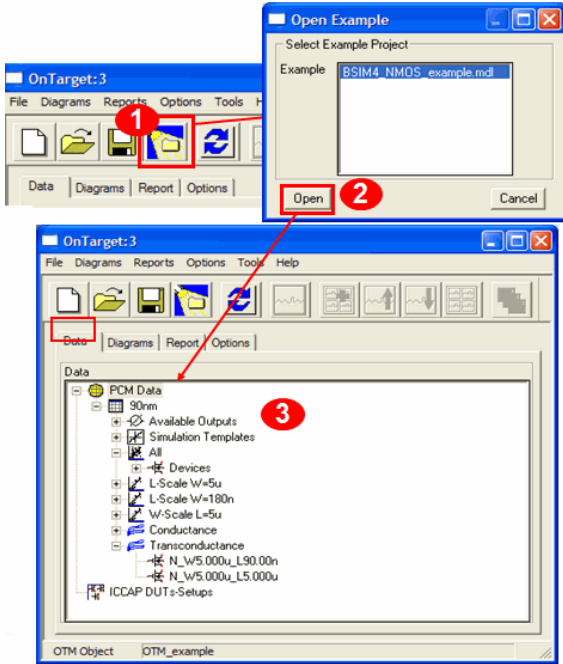 Open Example
Select Example Project
Example
BSIM4_NMOS_example.mdl
Open
2
Cancel
OnTarget:3
File Diagrams Reports Options Tools H
1
Data Diagrams Report Options
OnTarget:3
File Diagrams Reports Options Tools Help
Data Diagrams Report Options
Data
PCM Data
90nm
3
Available Outputs
Simulation Templates
All
Devices
L-Scale W=5u
L-Scale W=180n
W-Scale L=5u
Conductance
Transconductance
N_W5.000u_L90.00n
N_W5.000u_L5.000u
ICCAP DUTs-Setups
OTM Object OTM_example